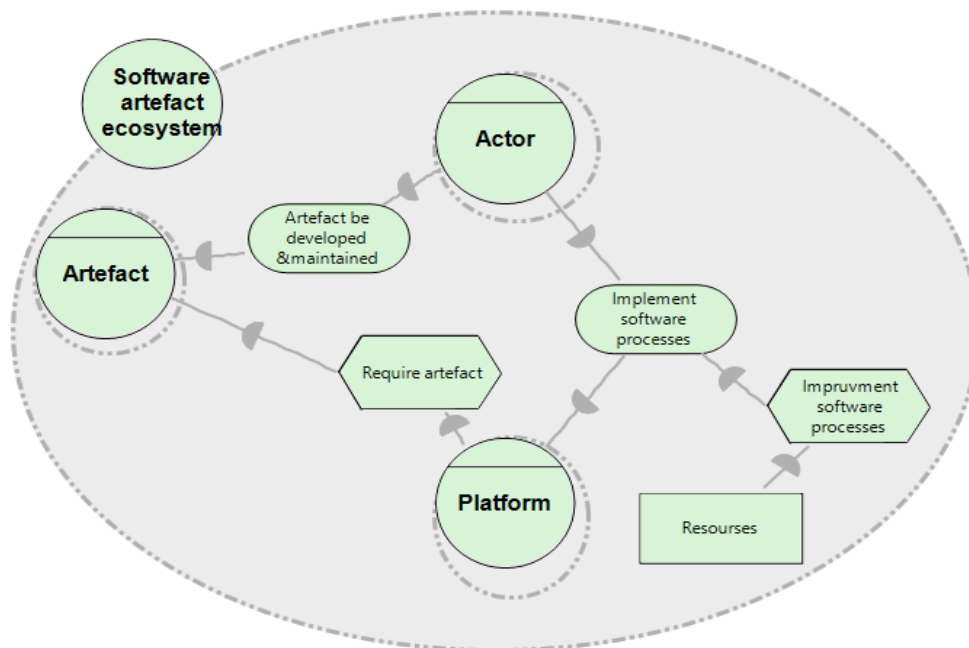 Software
artefact
ecosystem
Actor
Artefact be
developed
&maintained
Artefact
Implement
software
processes
Require artefact
Impruvment
software
processes
Platform
Resourses